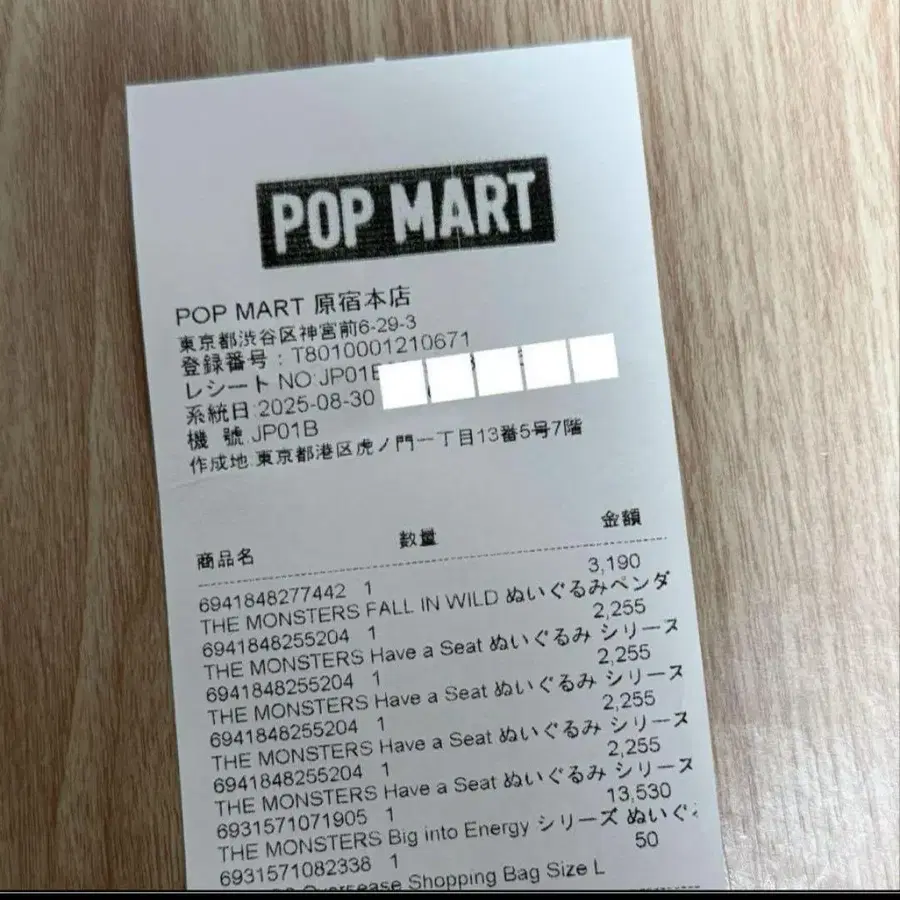 POP MART
POP MART 原宿本店
東京都渋谷区神宮前6-29-3
登録番号：T8010001210671
レシート NO:JP01B
系統日:2025-08-30
機 號:JP01B
作成地:東京都港区虎ノ門一丁目13番5号7階
商品名 数量 金額
6941848277442 1 3,190
THE MONSTERS FALL IN WILD ぬいぐるみペンダ
6941848255204 1 2,255
THE MONSTERS Have a Seat ぬいぐるみ シリーズ
6941848255204 1 2,255
THE MONSTERS Have a Seat ぬいぐるみ シリーズ
6941848255204 1 2,255
THE MONSTERS Have a Seat ぬいぐるみ シリーズ
6941848255204 1 2,255
THE MONSTERS Have a Seat ぬいぐるみ シリーズ
6931571071905 1 13,530
THE MONSTERS Big into Energy シリーズ ぬいぐ
6931571082338 1 50
Oversease Shopping Bag Size L